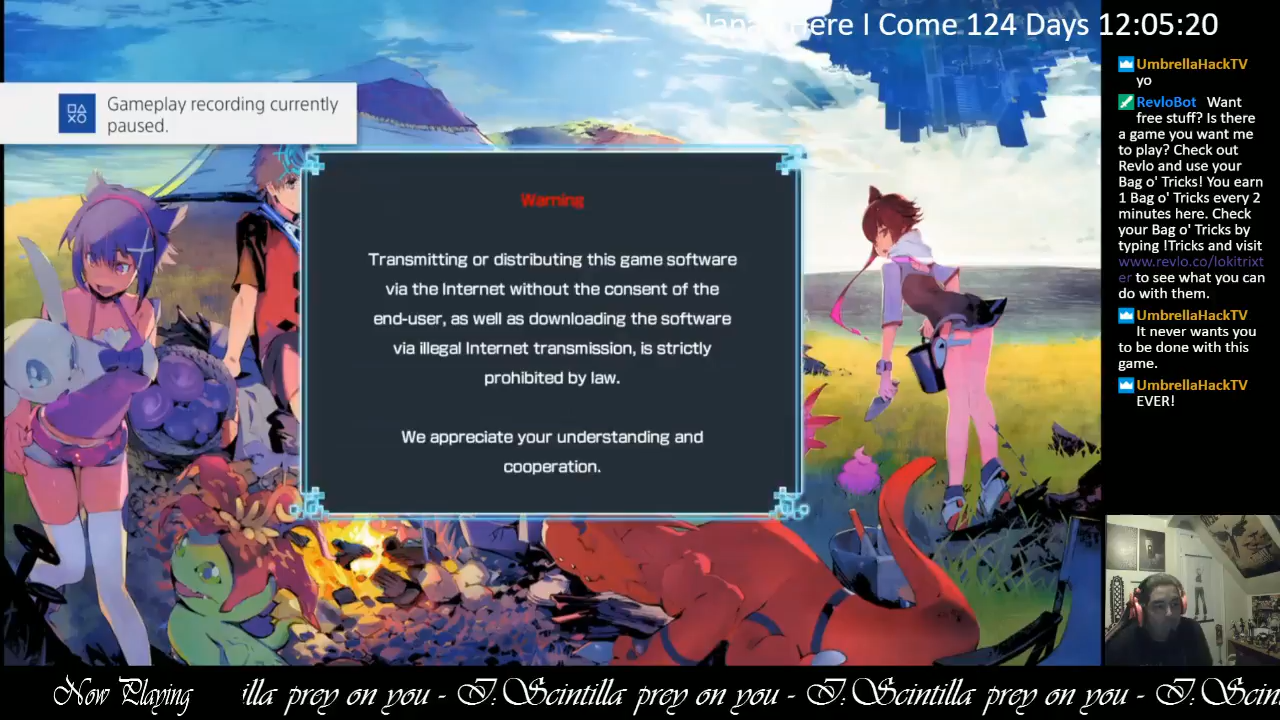 Here I Come 124 Days 12:05:20
Gameplay recording currently
paused.
Warning
Transmitting or distributing this game software
via the Internet without the consent of the
end-user, as well as downloading the software
via illegal Internet transmission, is strictly
prohibited by law.
We appreciate your understanding and
cooperation.
UmbrellaHackTV
yo
RevloBot Want
free stuff? Is there
a game you want me
to play? Check out
Revlo and use your
Bag o' Tricks! You earn
1 Bag o' Tricks every 2
minutes here. Check
your Bag o' Tricks by
typing !Tricks and visit
www.revlo.co/lokitrixt
er to see what you can
do with them.
UmbrellaHackTV
It never wants you
to be done with this
game.
UmbrellaHackTV
EVER!
Now Playing illa prey on you - I:Scintilla prey on you - I:Scintilla prey on you - I:Scin